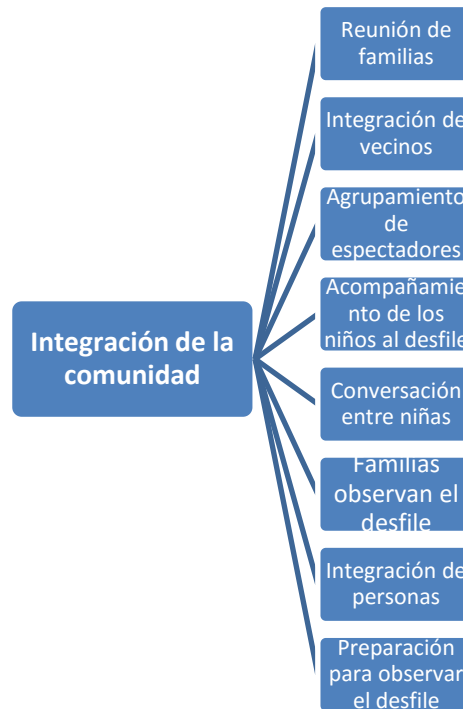 Reunión de
familias
Integración de
vecinos
Agrupamiento
de
espectadores
Acompañamie
nto de los
niños al desfile
Integración de la
comunidad
Conversación
entre niñas
Familias
observan el
desfile
Integración de
personas
Preparación
para observar
el desfile